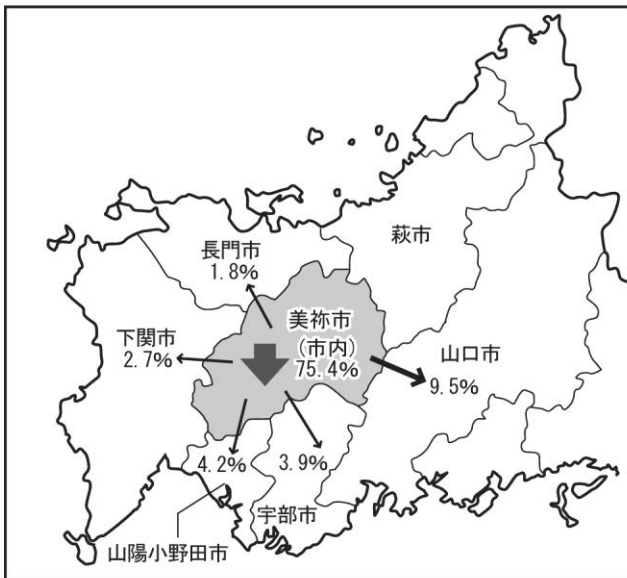 長門市
1.8%
萩市
美祢市
(市内)
75.4%
下関市
2.7%
山口市
9.5%
4.2%
3.9%
宇部市
山陽小野田市